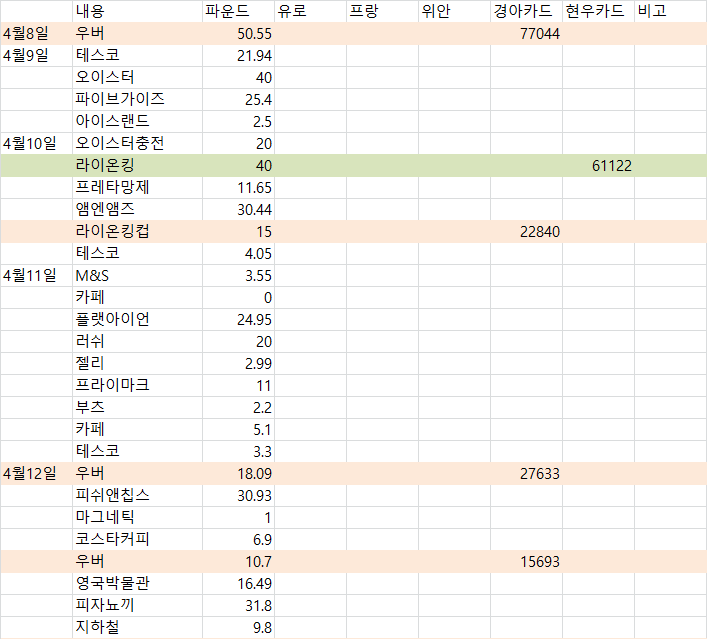 내용 파운드 유로 프랑 위안 경아카드 현우카드 비고
4월8일 우버 50.55 77044
4월9일 테스코 21.94
오이스터 40
파이브가이즈 25.4
아이스랜드 2.5
4월10일 오이스터충전 20
라이온킹 40 61122
프레타망제 11.65
앰엔앰즈 30.44
라이온킹컵 15 22840
테스코 4.05
4월11일 M&S 3.55
카페 0
플랫아이언 24.95
러쉬 20
젤리 2.99
프라이마크 11
부츠 2.2
카페 5.1
테스코 3.3
4월12일 우버 18.09 27633
피쉬앤칩스 30.93
마그네틱 1
코스타커피 6.9
우버 10.7 15693
영국박물관 16.49
피자뇨끼 31.8
지하철 9.8